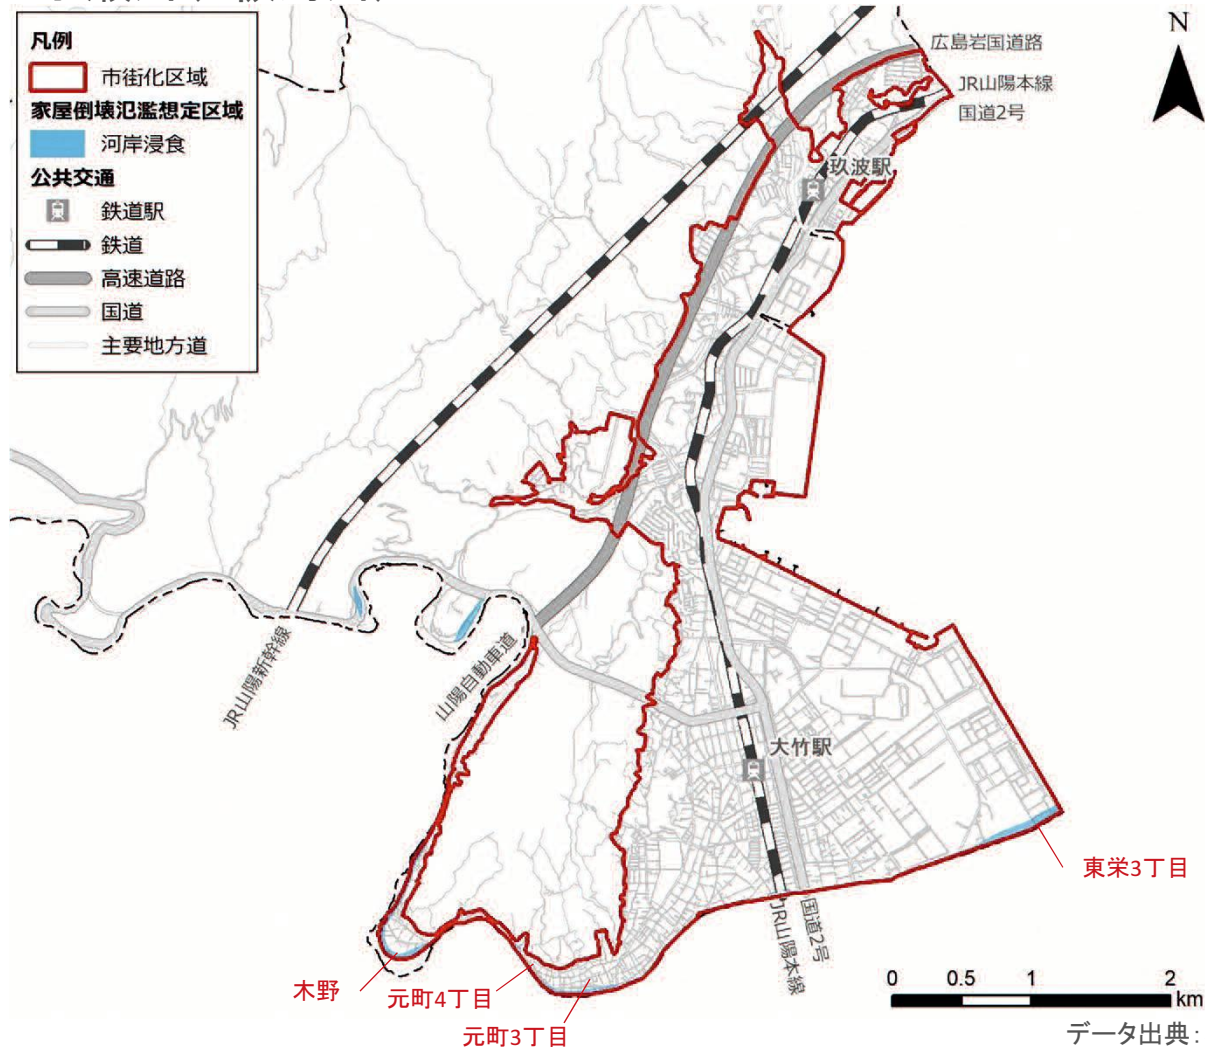 凡例
市街化区域
家屋倒壊氾濫想定区域
河岸浸食
公共交通
鉄道駅
鉄道
高速道路
国道
主要地方道
N
広島岩国道路
JR山陽本線
国道2号
玖波駅
JR山陽新幹線
山陽自動車道
大竹駅
東栄3丁目
国道2号
JR山陽本線
木野
元町4丁目
元町3丁目
0 0.5 1 2
km
データ出典：